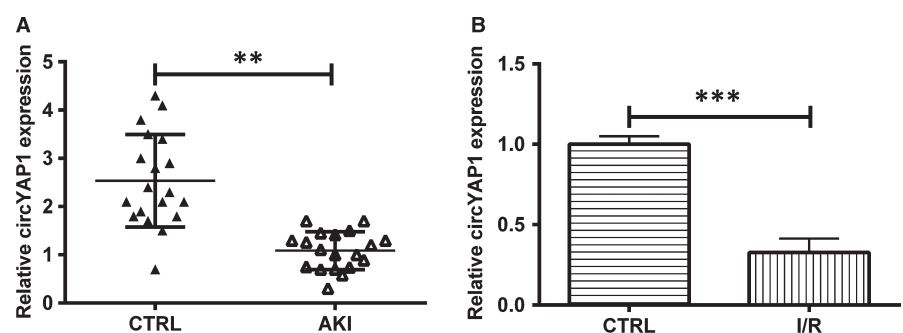 A
Relative circYAP1 expression
5
4
3
2
1
0
**
CTRL
AKI
B
Relative circYAP1 expression
1.5
1.0
0.5
0.0
***
CTRL
I/R